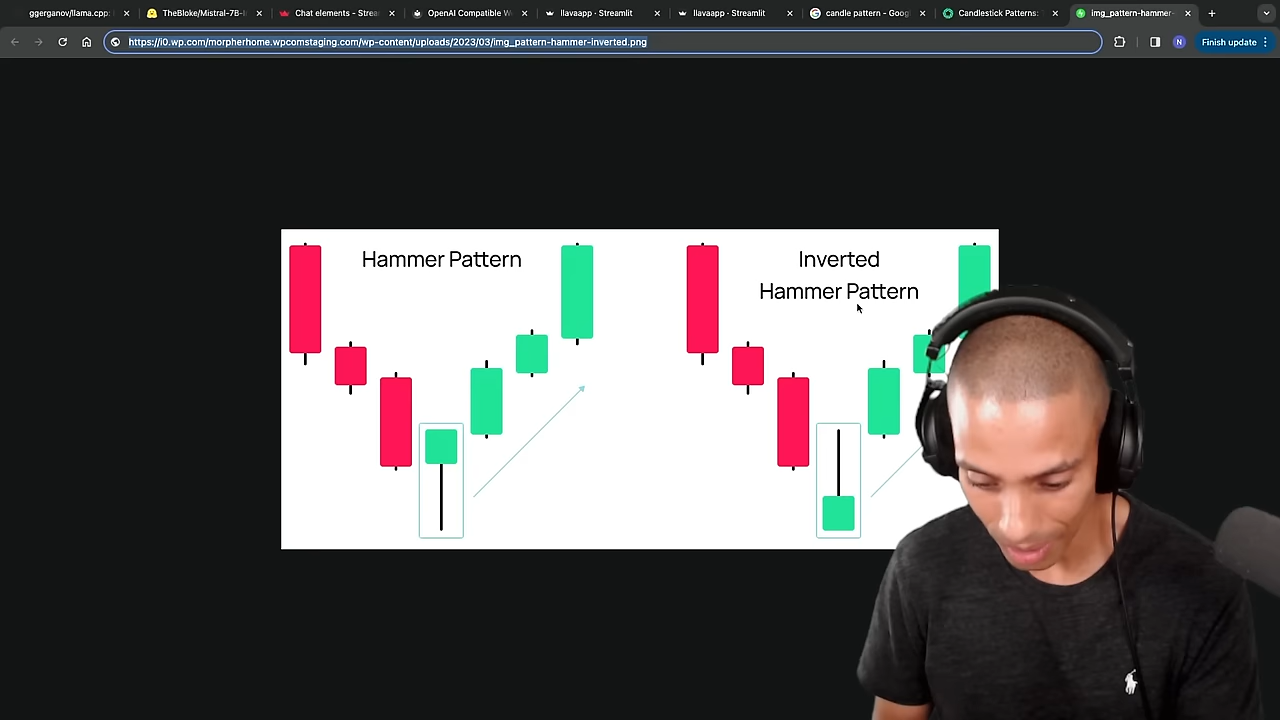 ggerganov/llama.cpp:
TheBloke/Mistral-7B-I
Chat elements - Strea
OpenAI Compatible W
llavaapp · Streamlit
llavaapp · Streamlit
candle pattern - Goog
Candlestick Patterns:
img_pattern-hammer-
https://i0.wp.com/morpherhome.wpcomstaging.com/wp-content/uploads/2023/03/img_pattern-hammer-inverted.png
N
Finish update
Hammer Pattern
Inverted
Hammer Pattern